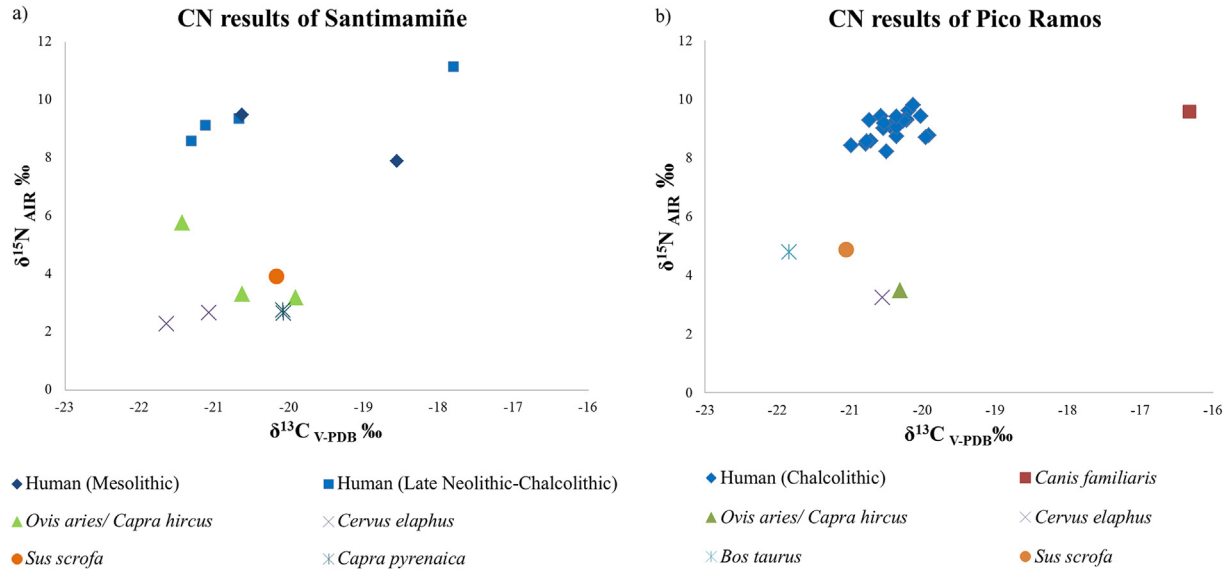 a)
CN results of Santimamiñe
12
10
8
6
4
2
0
δ¹⁵N AIR ‰
-23 -22 -21 -20 -19 -18 -17 -16
δ¹³C V-PDB ‰
Human (Mesolithic)
Human (Late Neolithic-Chalcolithic)
Ovis aries/ Capra hircus
Cervus elaphus
Sus scrofa
Capra pyrenaica
b)
CN results of Pico Ramos
12
10
8
6
4
2
0
δ¹⁵N AIR ‰
-23 -22 -21 -20 -19 -18 -17 -16
δ¹³C V-PDB ‰
Human (Chalcolithic)
Canis familiaris
Ovis aries/ Capra hircus
Cervus elaphus
Bos taurus
Sus scrofa